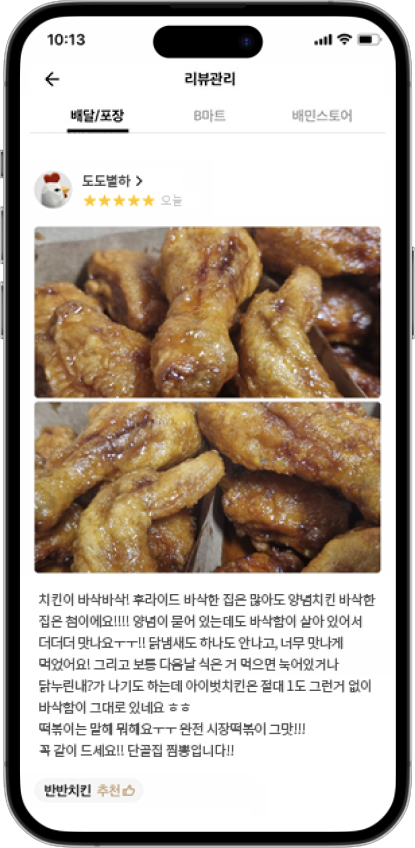 10:13
리뷰관리
배달/포장 B마트 배민스토어
도도별하
오늘
치킨이 바삭바삭! 후라이드 바삭한 집은 많아도 양념치킨 바삭한
집은 첨이에요!!!! 양념이 묻어 있는데도 바삭함이 살아 있어서
더더더 맛나요ㅜㅜ!! 닭냄새도 하나도 안나고, 너무 맛나게
먹었어요! 그리고 보통 다음날 식은 거 먹으면 눅어있거나
닭누린내?가 나기도 하는데 아이벗치킨은 절대 1도 그런거 없이
바삭함이 그대로 있네요 ㅎㅎ
떡볶이는 말해 뭐해요ㅜㅜ 완전 시장떡볶이 그맛!!!
꼭 같이 드세요!! 단골집 찜뽕입니다!!
반반치킨 추천